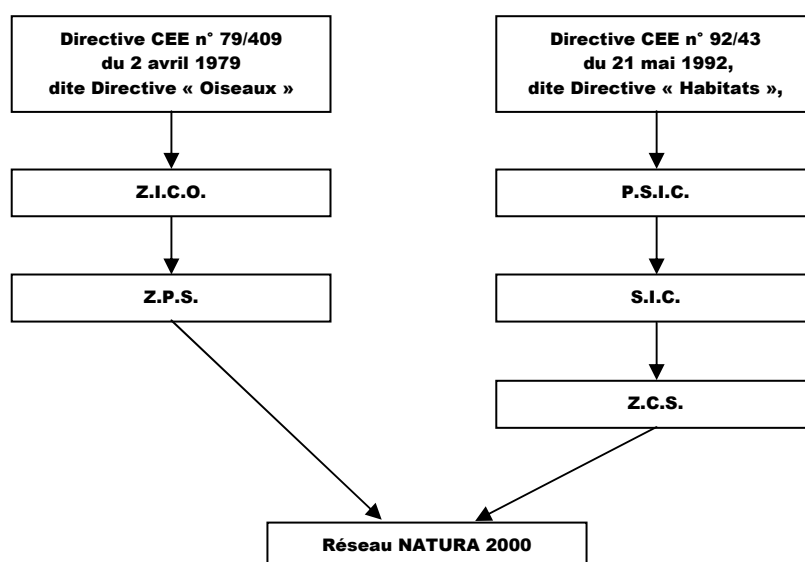 Directive CEE n° 79/409
du 2 avril 1979
dite Directive « Oiseaux »
Directive CEE n° 92/43
du 21 mai 1992,
dite Directive « Habitats »,
Z.I.C.O.
P.S.I.C.
Z.P.S.
S.I.C.
Z.C.S.
Réseau NATURA 2000